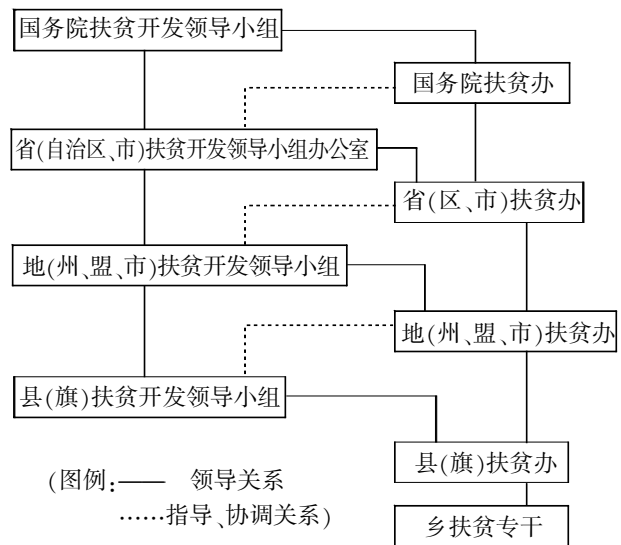 国务院扶贫开发领导小组
国务院扶贫办
省(自治区、市)扶贫开发领导小组办公室
省(区、市)扶贫办
地(州、盟、市)扶贫开发领导小组
地(州、盟、市)扶贫办
县(旗)扶贫开发领导小组
县(旗)扶贫办
(图例:—— 领导关系
……指导、协调关系)
乡扶贫专干